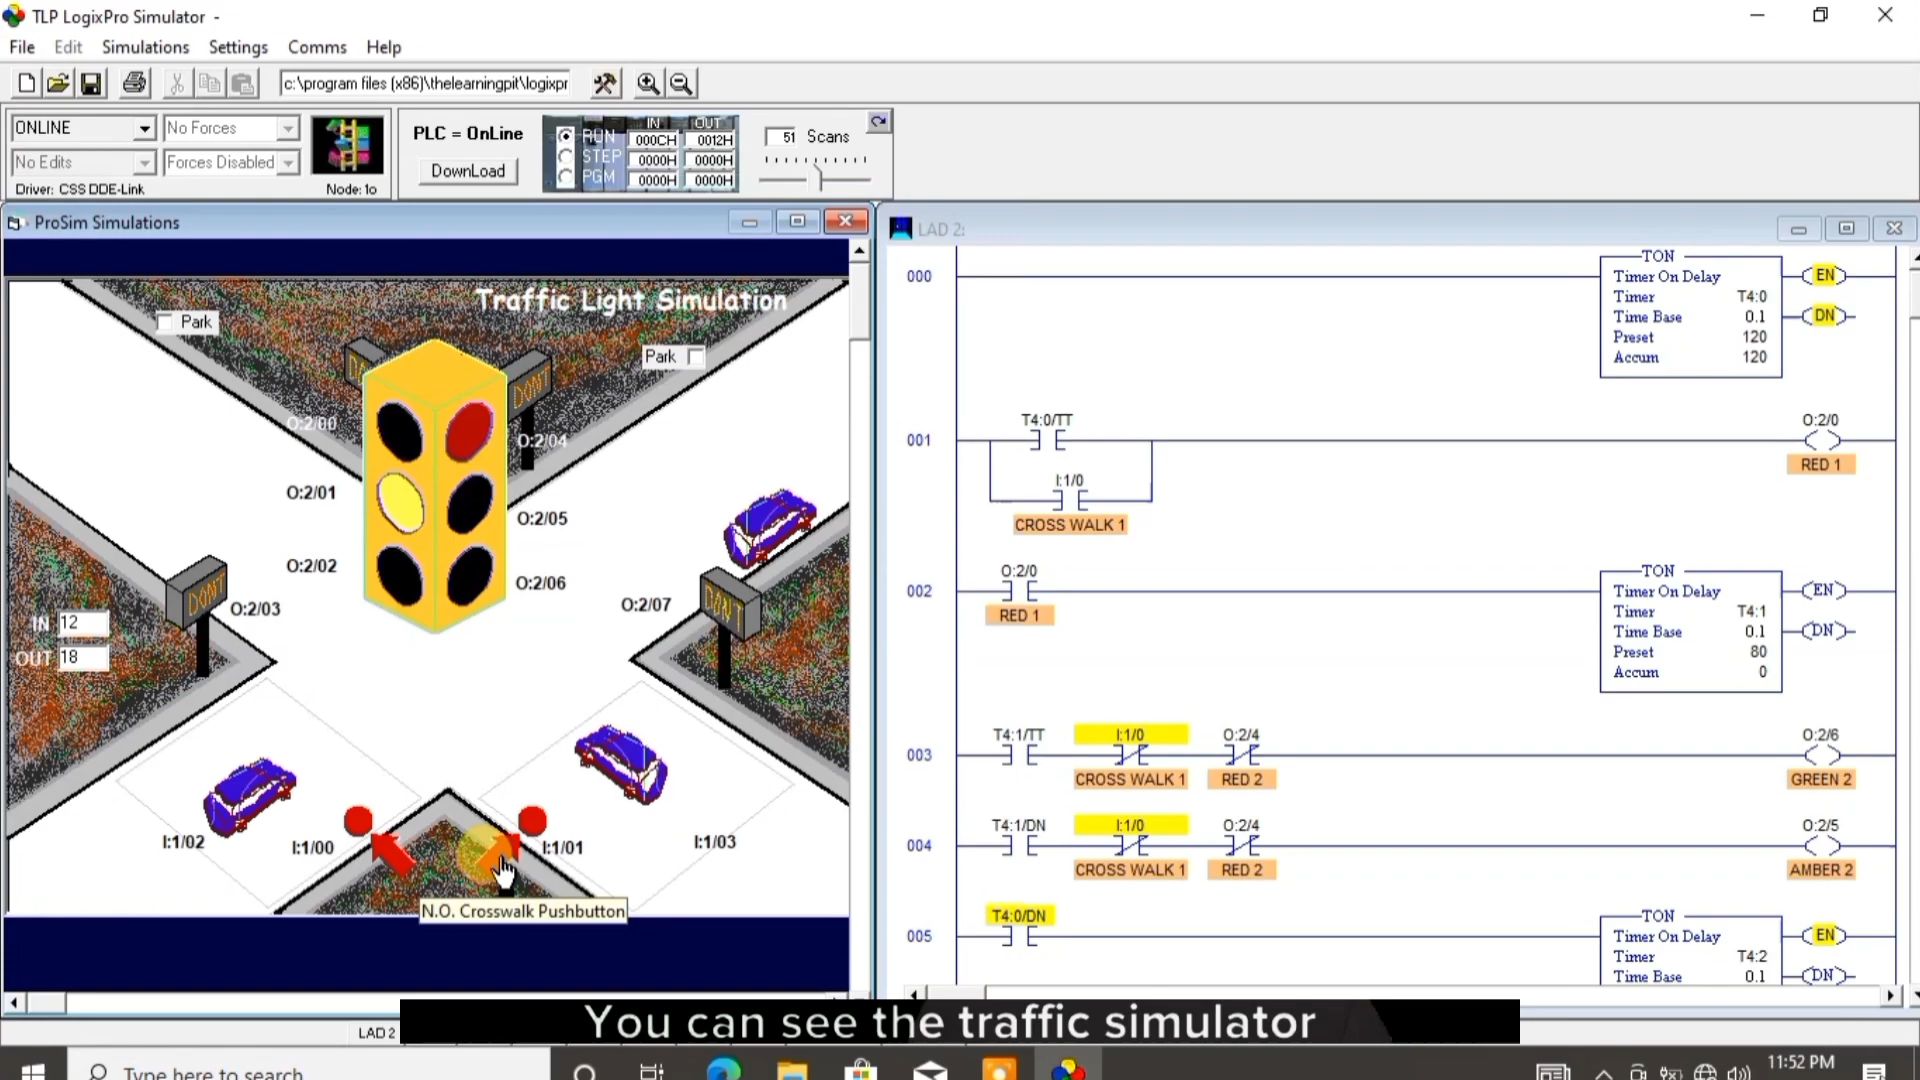 TLP LogixPro Simulator -
File Edit Simulations Settings Comms Help
c:\program files (x86)\thelearningpit\logixpr
ONLINE No Forces
No Edits Forces Disabled
Driver: CSS DDE-Link Node: 1o
PLC = OnLine
DownLoad
IN OUT
RUN 000CH 0012H
STEP 0000H 0000H
PGM 0000H 0000H
51 Scans
ProSim Simulations
Traffic Light Simulation
Park
Park
DONT
O:2/00
O:2/04
O:2/01
O:2/05
O:2/02
O:2/06
DONT
O:2/03
O:2/07
DONT
IN 12
OUT 18
I:1/02
I:1/00
I:1/01
I:1/03
N.O. Crosswalk Pushbutton
LAD 2:
000
TON
Timer On Delay
Timer T4:0
Time Base 0.1
Preset 120
Accum 120
EN
DN
001
T4:0/TT
I:1/0
CROSS WALK 1
O:2/0
RED 1
002
O:2/0
RED 1
TON
Timer On Delay
Timer T4:1
Time Base 0.1
Preset 80
Accum 0
EN
DN
003
T4:1/TT I:1/0 O:2/4 O:2/6
CROSS WALK 1 RED 2 GREEN 2
004
T4:1/DN I:1/0 O:2/4 O:2/5
CROSS WALK 1 RED 2 AMBER 2
005
T4:0/DN
TON
Timer On Delay
Timer T4:2
Time Base 0.1
EN
DN
You can see the traffic simulator
LAD 2
Type here to search
11:52 PM